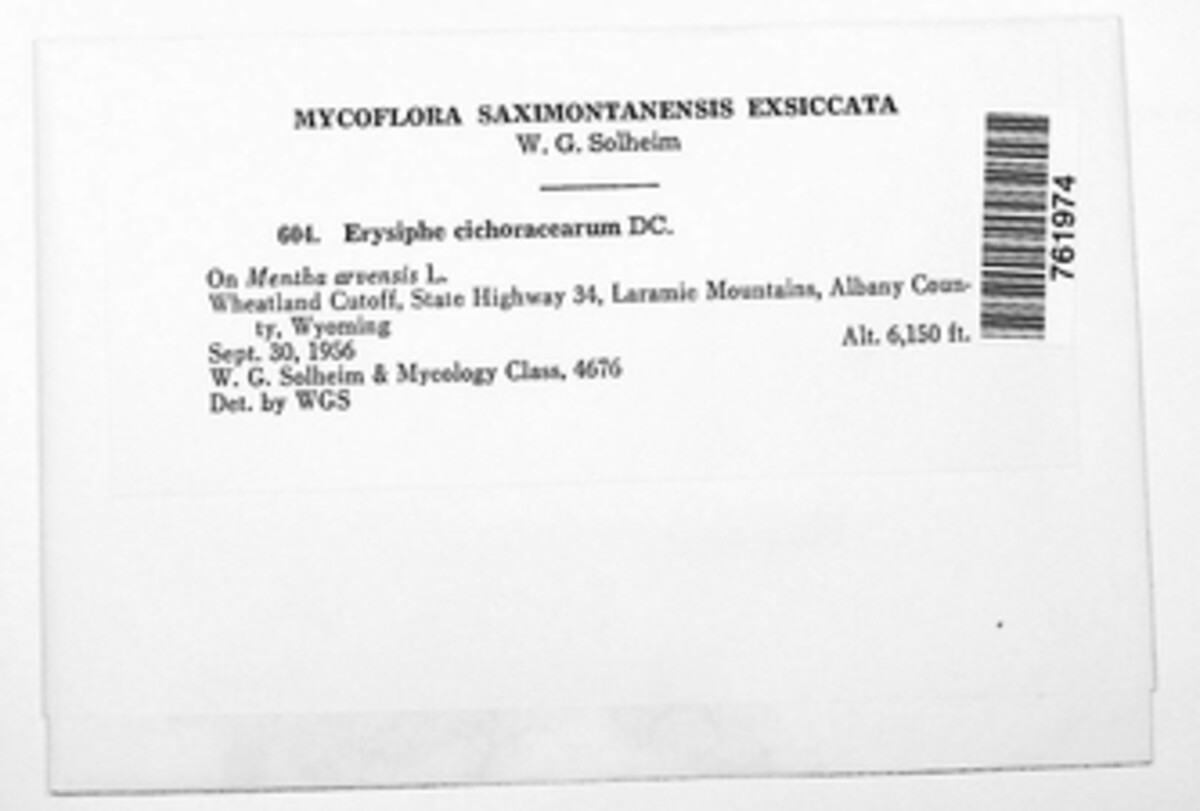 MYCOFLORA SAXIMONTANENSIS EXSICCATA
W. G. Solheim
604. Erysiphe cichoracearum DC.
On Mentha arvensis L.
Wheatland Cutoff, State Highway 34, Laramie Mountains, Albany Coun-
ty, Wyoming
Alt. 6,150 ft.
Sept. 30, 1956
W. G. Solheim & Mycology Class, 4676
Det. by WGS
761974